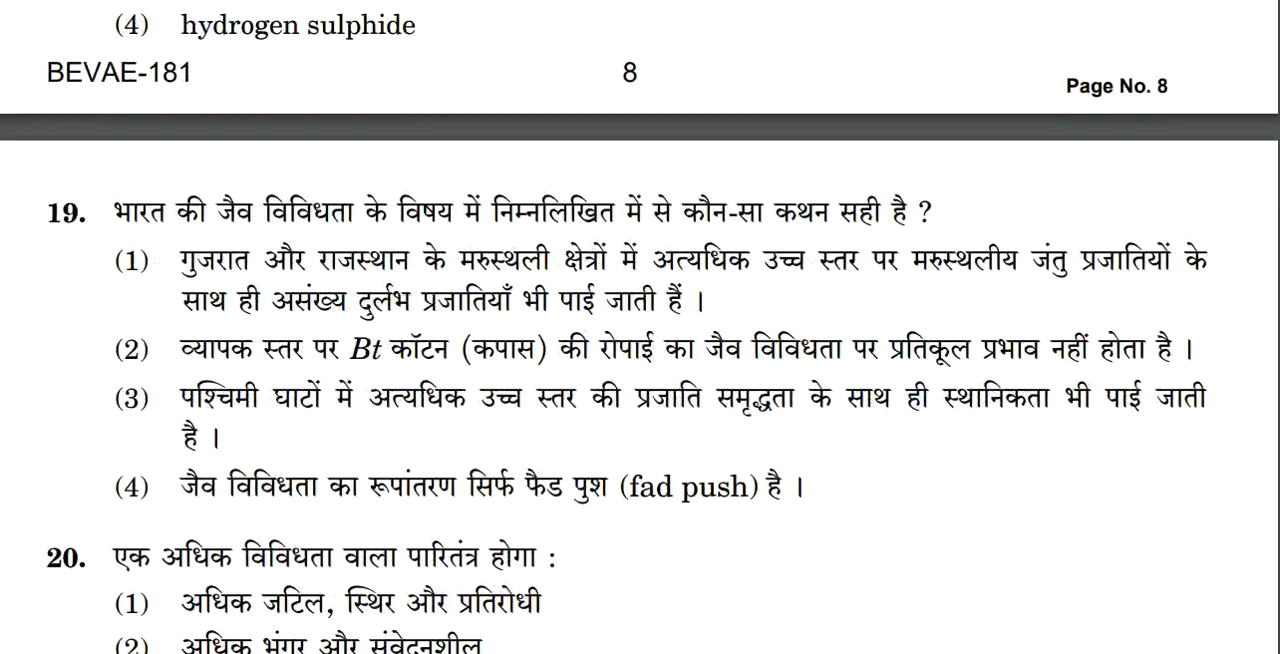 (4) hydrogen sulphide
BEVAE-181
8
Page No. 8
19. भारत की जैव विविधता के विषय में निम्नलिखित में से कौन-सा कथन सही है ?
(1) गुजरात और राजस्थान के मरुस्थली क्षेत्रों में अत्यधिक उच्च स्तर पर मरुस्थलीय जंतु प्रजातियों के
साथ ही असंख्य दुर्लभ प्रजातियाँ भी पाई जाती हैं ।
(2) व्यापक स्तर पर Bt कॉटन (कपास) की रोपाई का जैव विविधता पर प्रतिकूल प्रभाव नहीं होता है ।
(3) पश्चिमी घाटों में अत्यधिक उच्च स्तर की प्रजाति समृद्धता के साथ ही स्थानिकता भी पाई जाती
है ।
(4) जैव विविधता का रूपांतरण सिर्फ फैड पुश (fad push) है ।
20. एक अधिक विविधता वाला पारितंत्र होगा :
(1) अधिक जटिल, स्थिर और प्रतिरोधी
(2) अधिक भंगुर और संवेदनशील